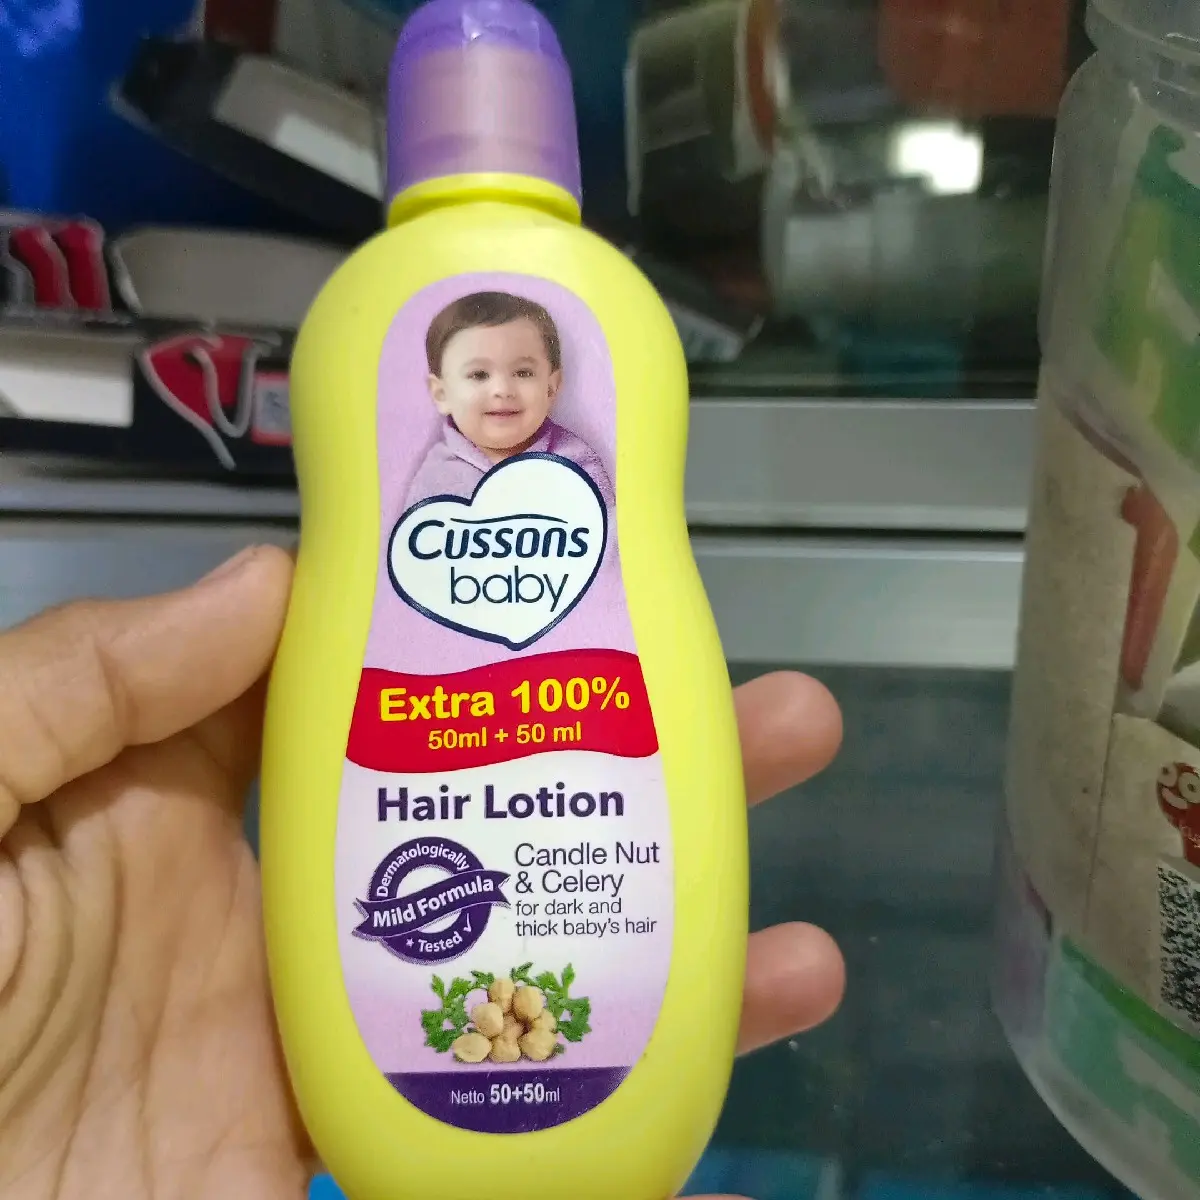 Cussons
baby
Extra 100%
50ml + 50 ml
Hair Lotion
Dermatologically
Mild Formula
★ Tested ✓
Candle Nut
& Celery
for dark and
thick baby's hair
Netto 50+50ml